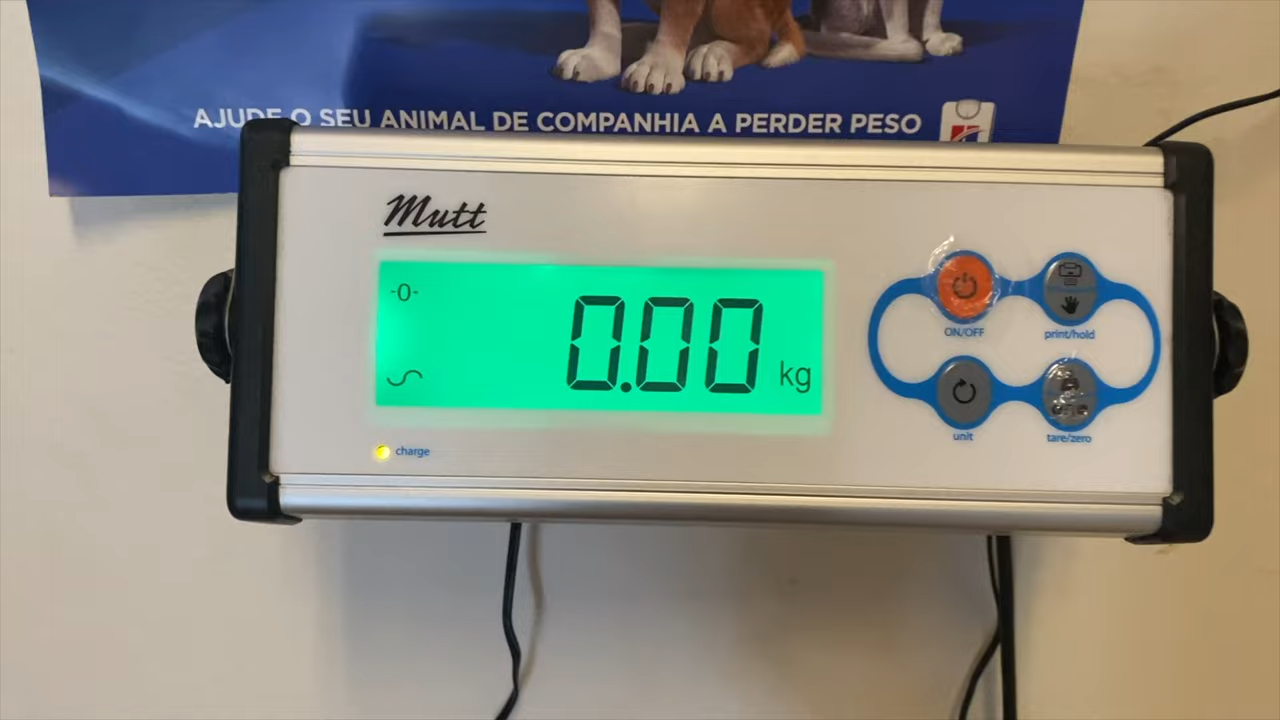 AJUDE O SEU ANIMAL DE COMPANHIA A PERDER PESO
Mutt
-0-
0.00 kg
charge
ON/OFF
print/hold
unit
tare/zero